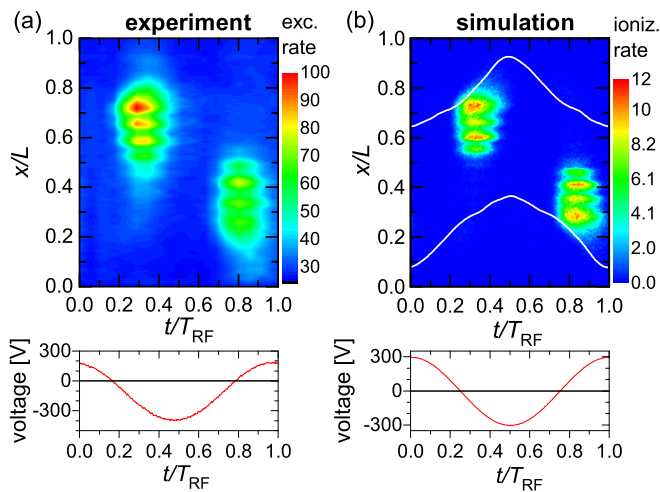 (a) experiment exc. rate
1.0
0.8
0.6
0.4
0.2
0.0
x/L
0.0 0.2 0.4 0.6 0.8 1.0
t/TRF
100
90
80
70
60
50
40
30
300
0
-300
voltage [V]
0.0 0.2 0.4 0.6 0.8 1.0
t/TRF
(b) simulation ioniz. rate
1.0
0.8
0.6
0.4
0.2
0.0
x/L
0.0 0.2 0.4 0.6 0.8 1.0
t/TRF
12
10
8.2
6.1
4.1
2.0
0.0
300
0
-300
voltage [V]
0.0 0.2 0.4 0.6 0.8 1.0
t/TRF